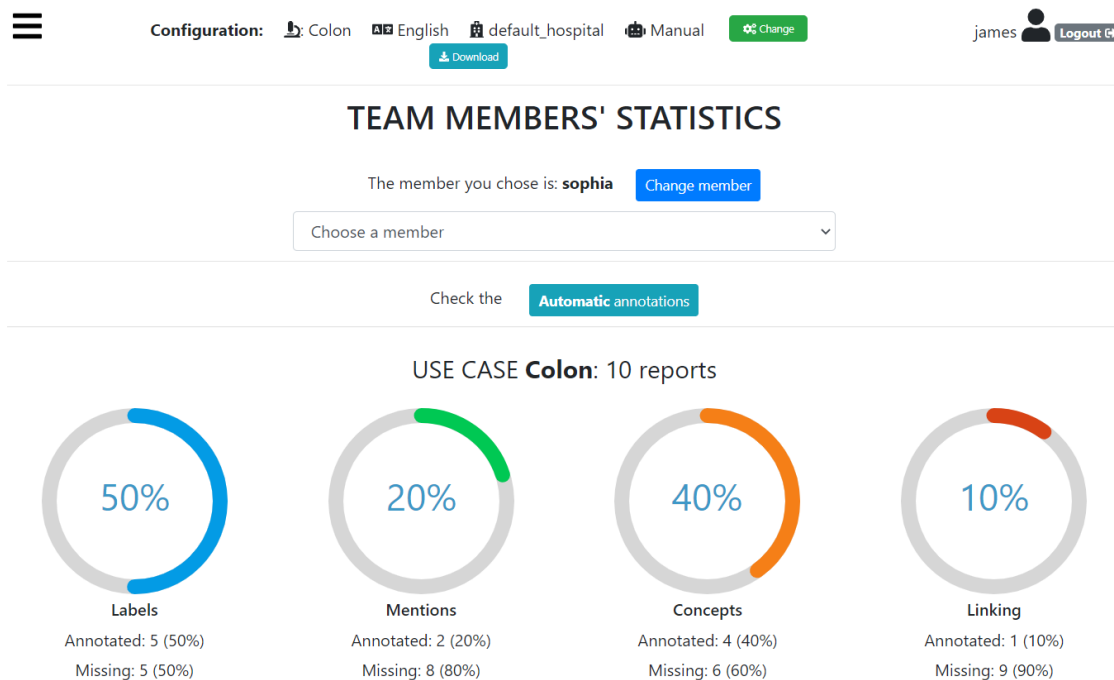 Configuration: : Colon English default_hospital Manual Change
Download
james Logout
TEAM MEMBERS' STATISTICS
The member you chose is: sophia Change member
Choose a member
Check the Automatic annotations
USE CASE Colon: 10 reports
50% 20% 40% 10%
Labels Mentions Concepts Linking
Annotated: 5 (50%) Annotated: 2 (20%) Annotated: 4 (40%) Annotated: 1 (10%)
Missing: 5 (50%) Missing: 8 (80%) Missing: 6 (60%) Missing: 9 (90%)